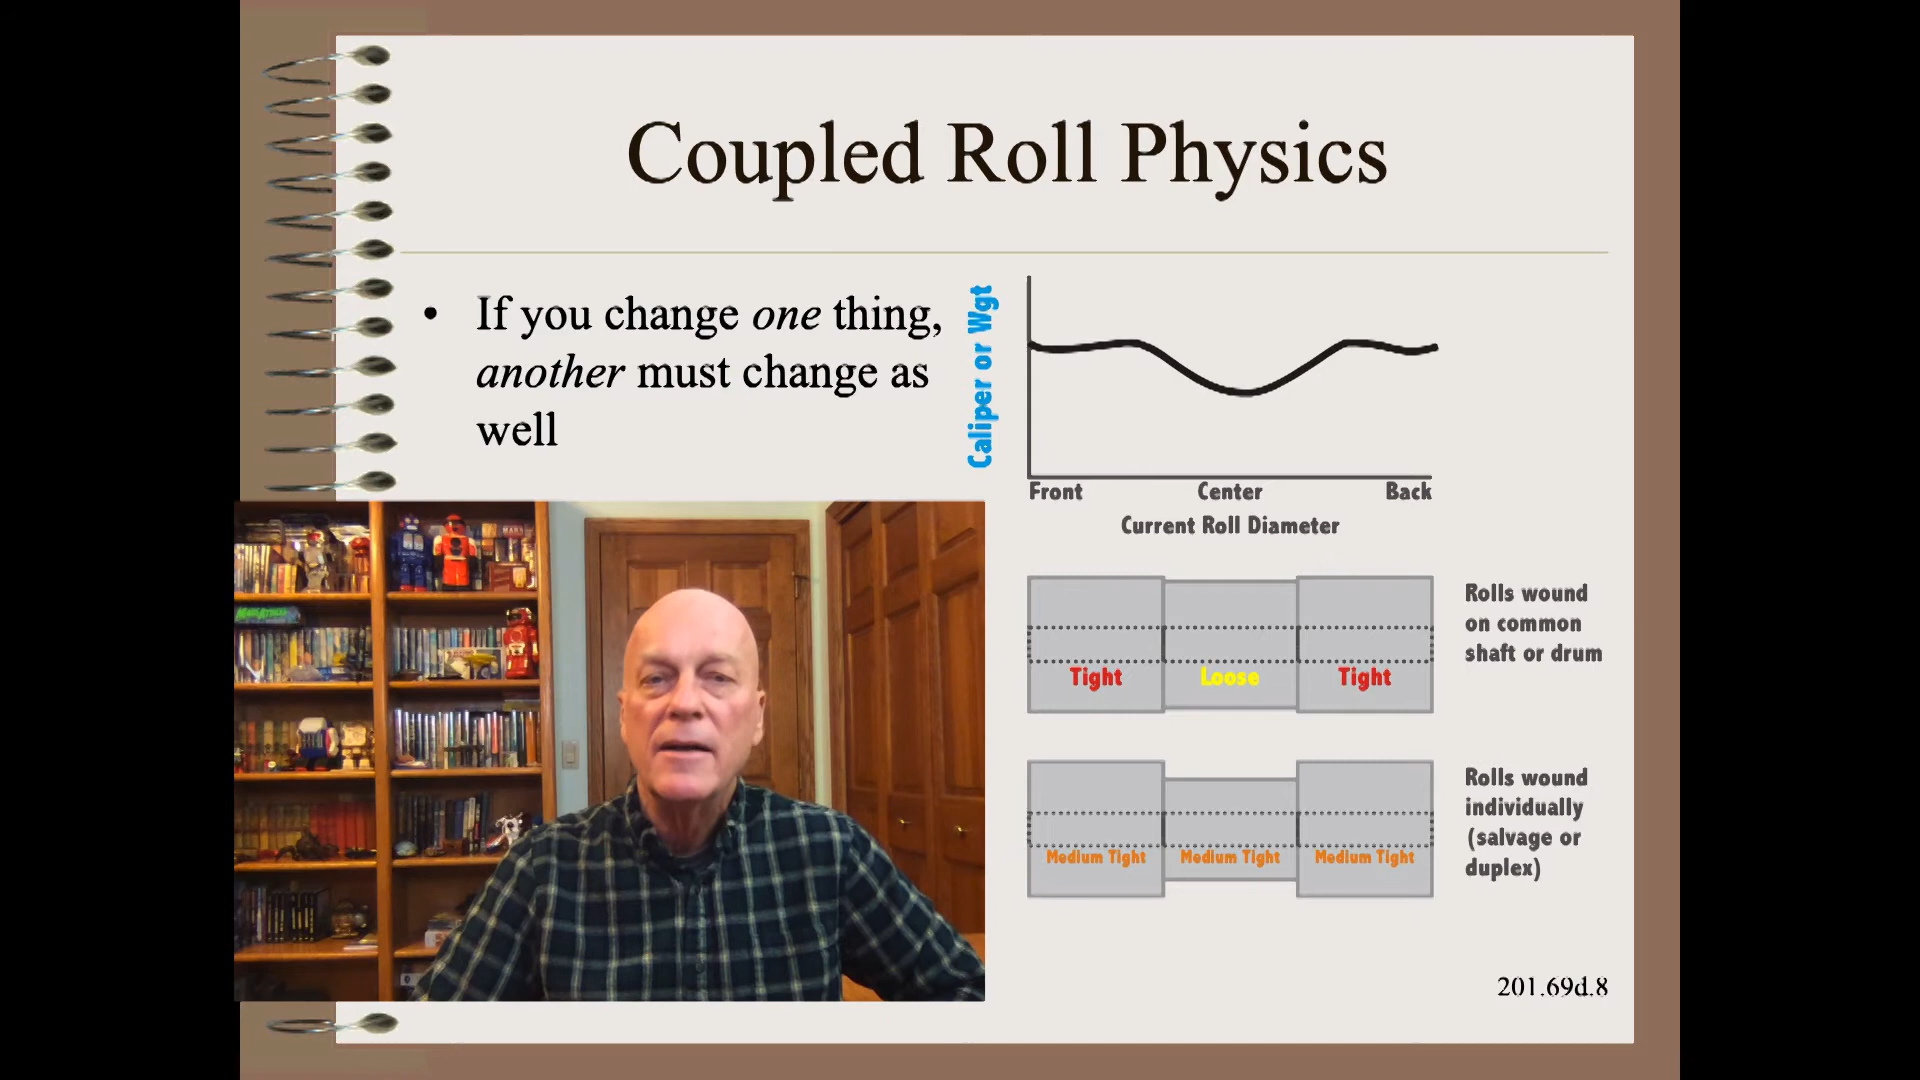 Coupled Roll Physics
• If you change one thing,
another must change as
well
Caliper or Wgt
Front Center Back
Current Roll Diameter
Tight Loose Tight
Rolls wound
on common
shaft or drum
Medium Tight Medium Tight Medium Tight
Rolls wound
individually
(salvage or
duplex)
201.69d.8